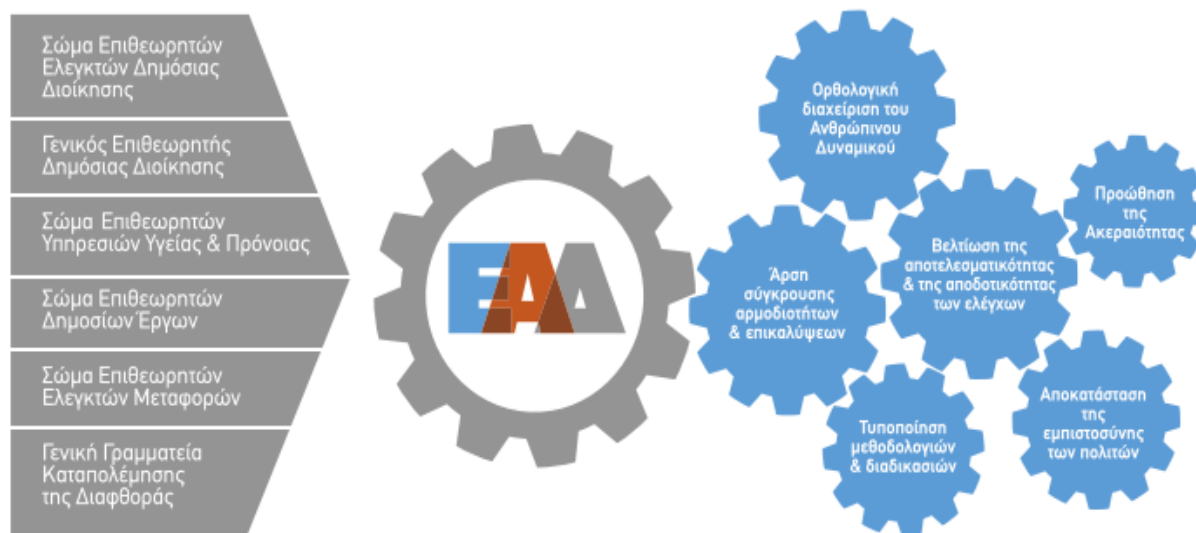 Σώμα Επιθεωρητών
Ελεγκτών Δημόσιας
Διοίκησης
Γενικός Επιθεωρητής
Δημόσιας Διοίκησης
Σώμα Επιθεωρητών
Υπηρεσιών Υγείας & Πρόνοιας
Σώμα Επιθεωρητών
Δημοσίων Έργων
Σώμα Επιθεωρητών
Ελεγκτών Μεταφορών
Γενική Γραμματεία
Καταπολέμησης
της Διαφθοράς
ΕΑΔ
Ορθολογική
διαχείριση του
Ανθρώπινου
Δυναμικού
Άρση
σύγκρουσης
αρμοδιοτήτων
& επικαλύψεων
Βελτίωση της
αποτελεσματικότητας
& της αποδοτικότητας
των ελέγχων
Προώθηση
της
Ακεραιότητας
Τυποποίηση
μεθοδολογιών
& διαδικασιών
Αποκατάσταση
της
εμπιστοσύνης
των πολιτών